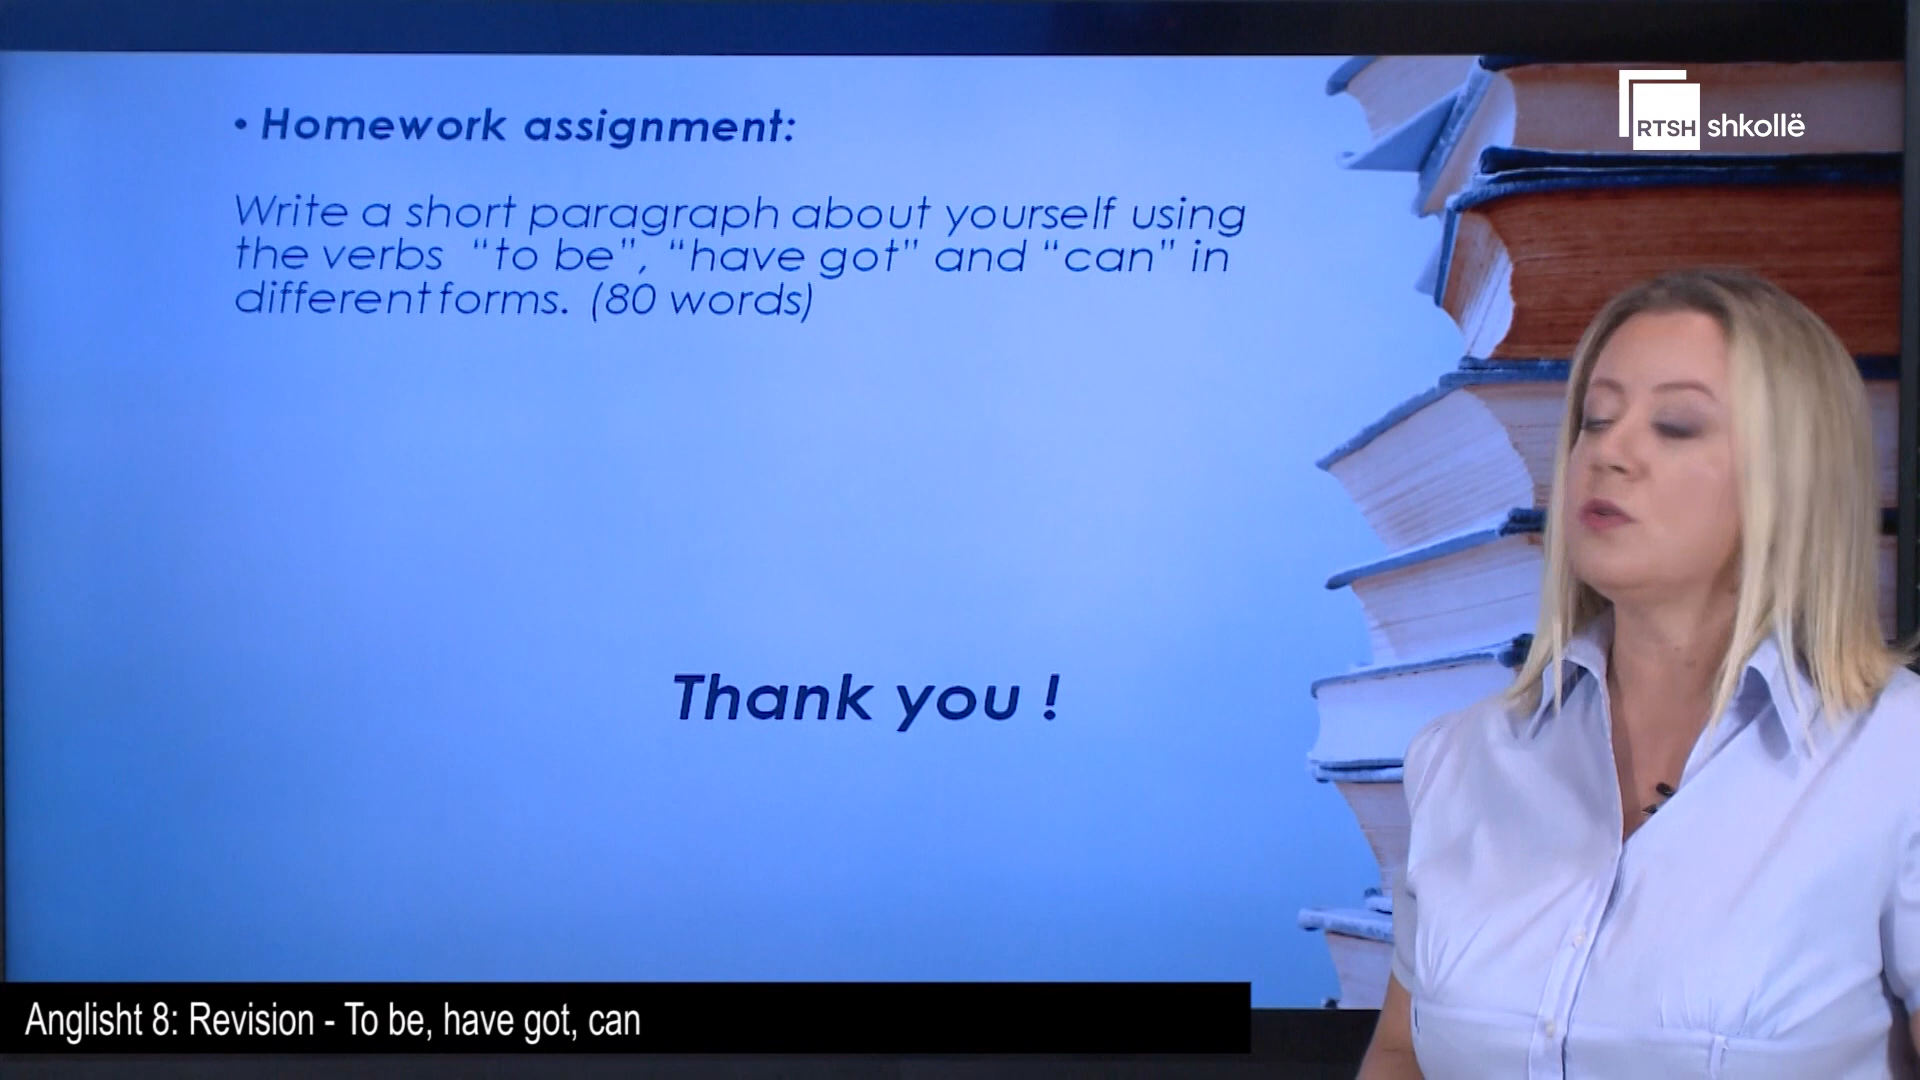 RTSH shkollë
• Homework assignment:
Write a short paragraph about yourself using
the verbs “to be”, “have got” and “can” in
different forms. (80 words)
Thank you !
Anglisht 8: Revision - To be, have got, can